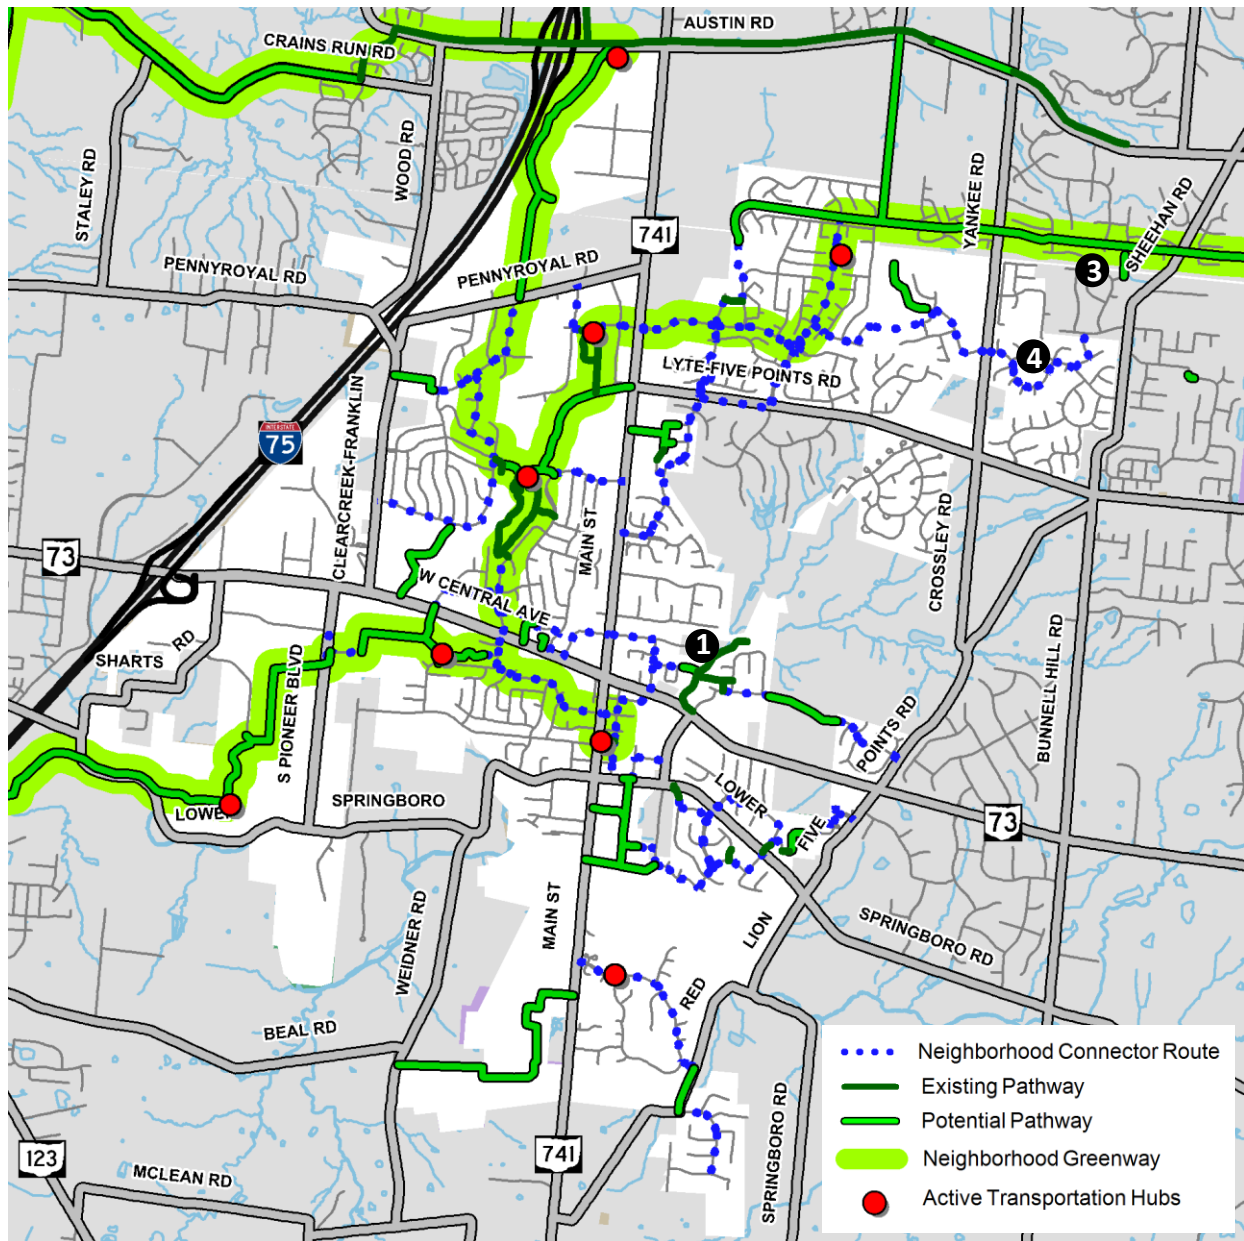 AUSTIN RD
CRAINS RUN RD
WOOD RD
STALEY RD
YANKEE RD
SHEEHAN RD
741
PENNYROYAL RD
PENNYROYAL RD
3
4
LYTE-FIVE POINTS RD
INTERSTATE
75
CLEARCREEK-FRANKLIN
MAIN ST
CROSSLEY RD
73
W CENTRAL AVE
BUNNELL HILL RD
1
SHARTS RD
S PIONEER BLVD
POINTS RD
LOWER
SPRINGBORO
LOWER
FIVE
73
MAIN ST
WEIDNER RD
LION
SPRINGBORO RD
RED
BEAL RD
SPRINGBORO RD
741
123
MCLEAN RD
Neighborhood Connector Route
Existing Pathway
Potential Pathway
Neighborhood Greenway
Active Transportation Hubs